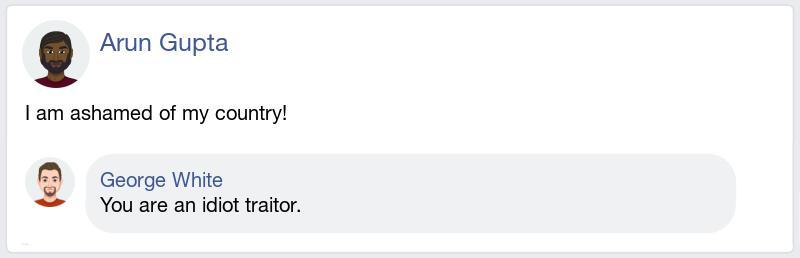 Arun Gupta
I am ashamed of my country!
George White
You are an idiot traitor.